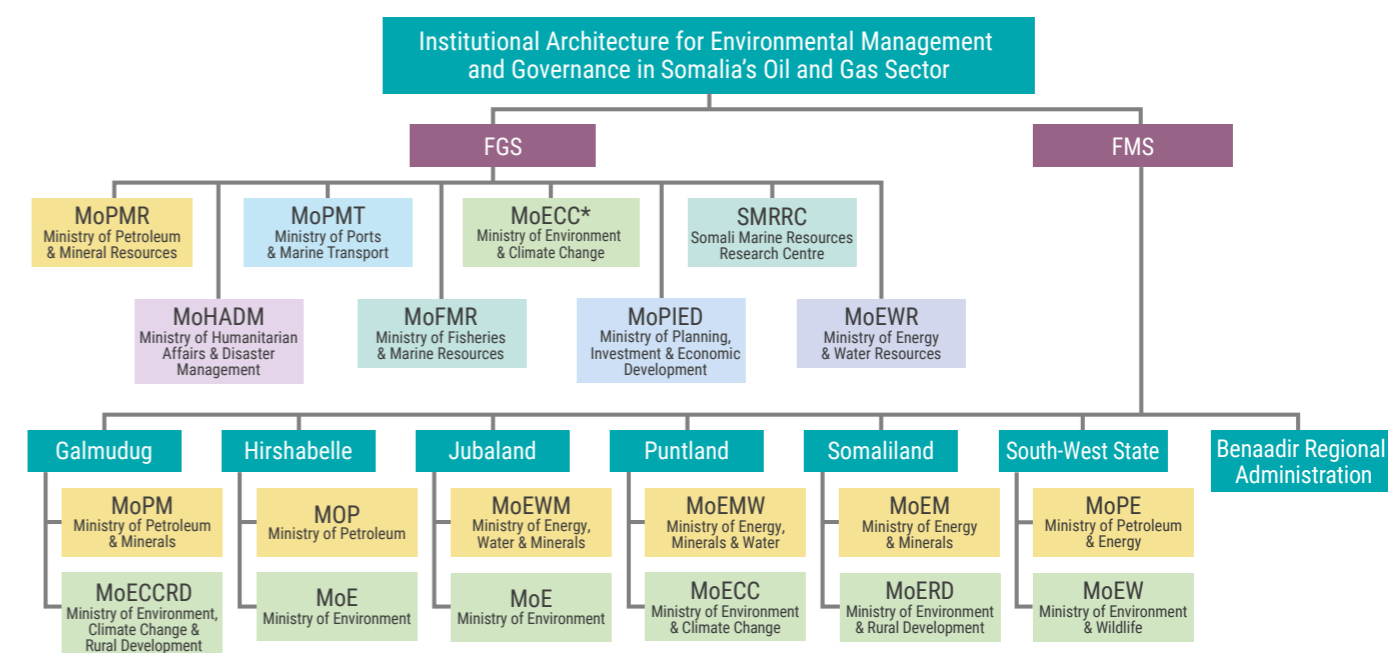 Institutional Architecture for Environmental Management
and Governance in Somalia's Oil and Gas Sector
FGS
FMS
MoPMR
Ministry of Petroleum
& Mineral Resources
MoPMT
Ministry of Ports
& Marine Transport
MoECC*
Ministry of Environment
& Climate Change
SMRRC
Somali Marine Resources
Research Centre
MoHADM
Ministry of Humanitarian
Affairs & Disaster
Management
MoFMR
Ministry of Fisheries
& Marine Resources
MoPIED
Ministry of Planning,
Investment & Economic
Development
MoEWR
Ministry of Energy
& Water Resources
Galmudug
MoPM
Ministry of Petroleum
& Minerals
MoECCRD
Ministry of Environment,
Climate Change &
Rural Development
Hirshabelle
MOP
Ministry of Petroleum
MoE
Ministry of Environment
Jubaland
MoEWM
Ministry of Energy,
Water & Minerals
MoE
Ministry of Environment
Puntland
MoEMW
Ministry of Energy,
Minerals & Water
MoECC
Ministry of Environment
& Climate Change
Somaliland
MoEM
Ministry of Energy
& Minerals
MoERD
Ministry of Environment
& Rural Development
South-West State
MoPE
Ministry of Petroleum
& Energy
MoEW
Ministry of Environment
& Wildlife
Benaadir Regional
Administration